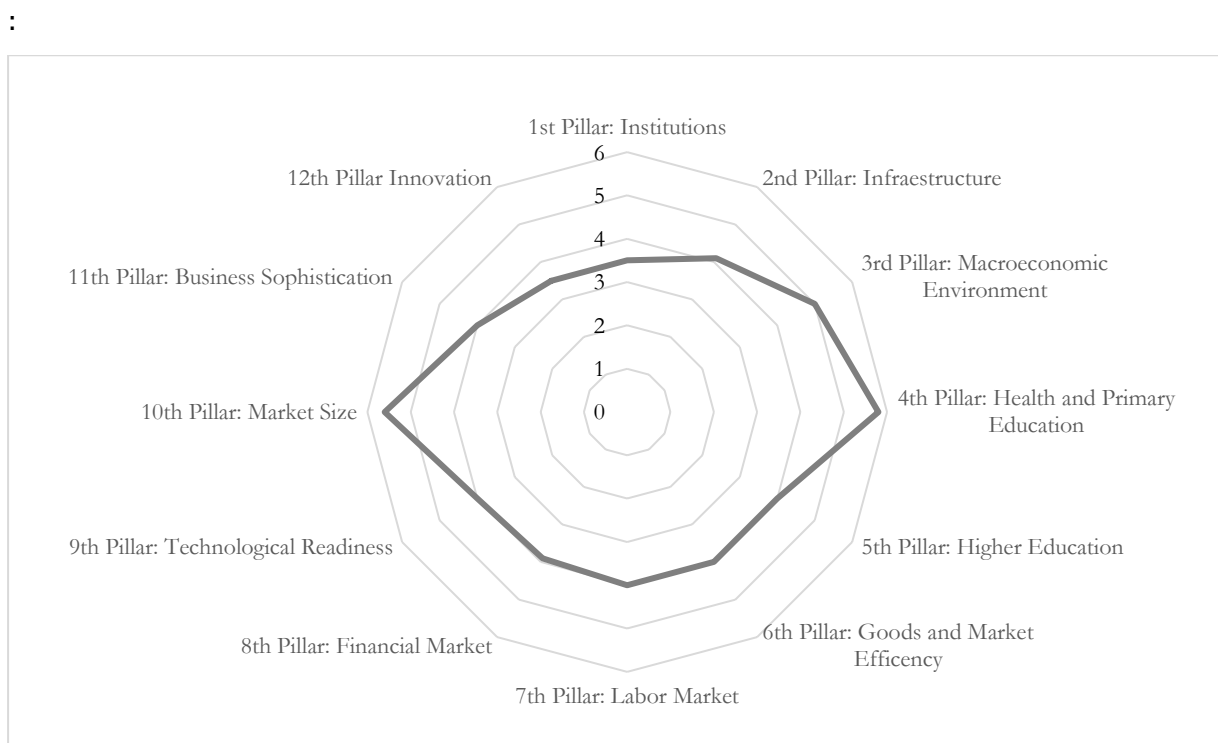 :
1st Pillar: Institutions
6
12th Pillar Innovation
2nd Pillar: Infraestructure
5
4
11th Pillar: Business Sophistication
3rd Pillar: Macroeconomic
Environment
3
2
1
10th Pillar: Market Size
0
4th Pillar: Health and Primary
Education
9th Pillar: Technological Readiness
5th Pillar: Higher Education
8th Pillar: Financial Market
6th Pillar: Goods and Market
Efficency
7th Pillar: Labor Market